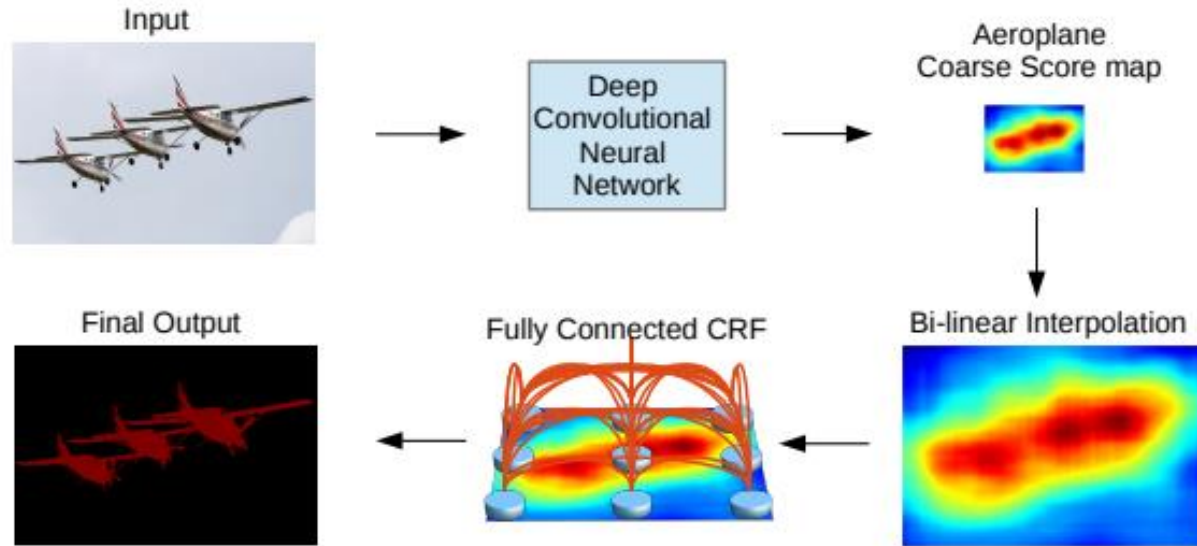 Input
Deep
Convolutional
Neural
Network
Aeroplane
Coarse Score map
Final Output
Fully Connected CRF
Bi-linear Interpolation